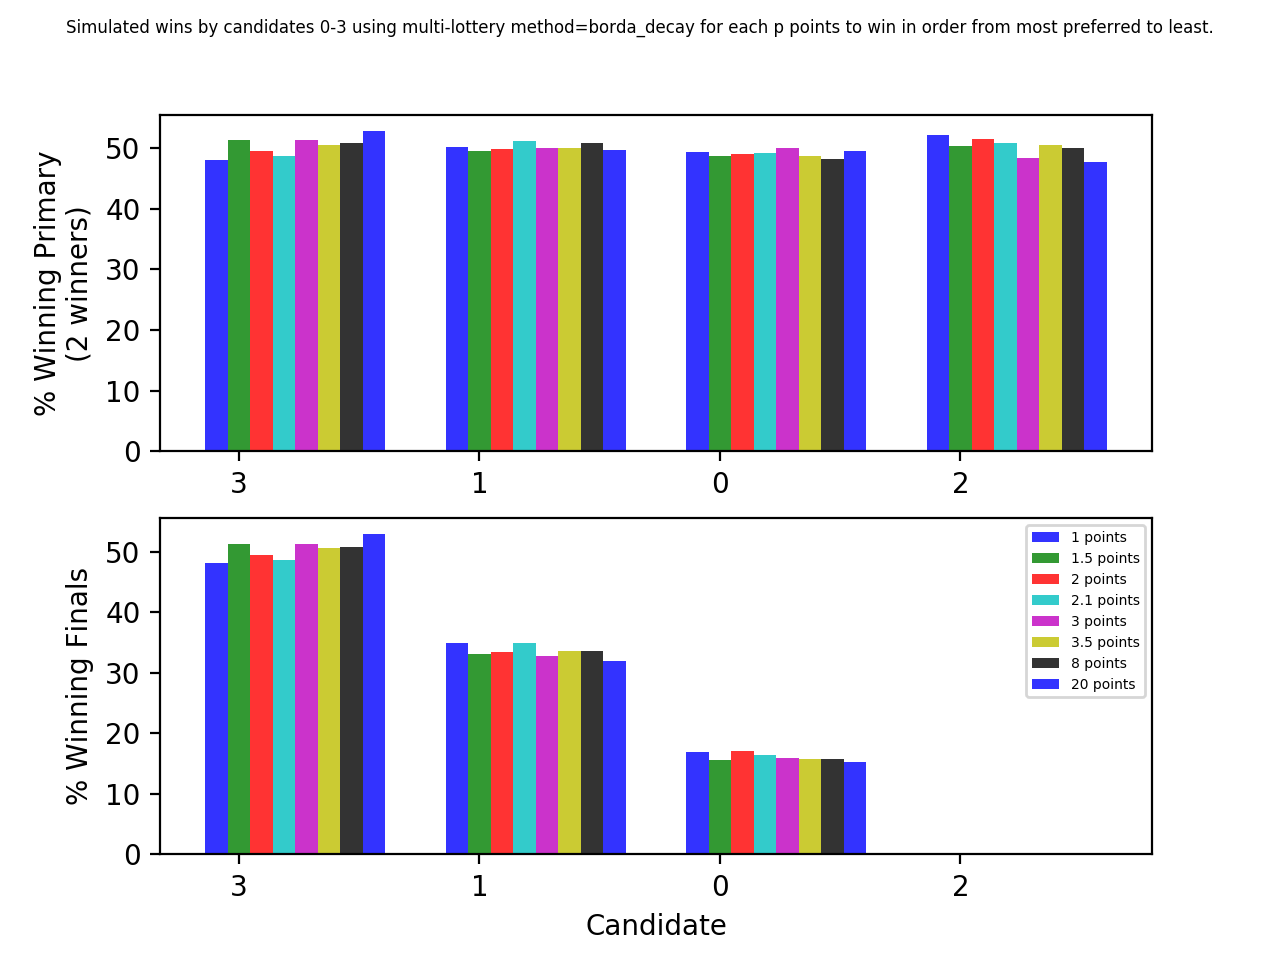 Simulated wins by candidates 0-3 using multi-lottery method=borda_decay for each p points to win in order from most preferred to least.
% Winning Primary
(2 winners)
50
40
30
20
10
0
3 1 0 2
% Winning Finals
50
40
30
20
10
0
1 points
1.5 points
2 points
2.1 points
3 points
3.5 points
8 points
20 points
3 1 0 2
Candidate